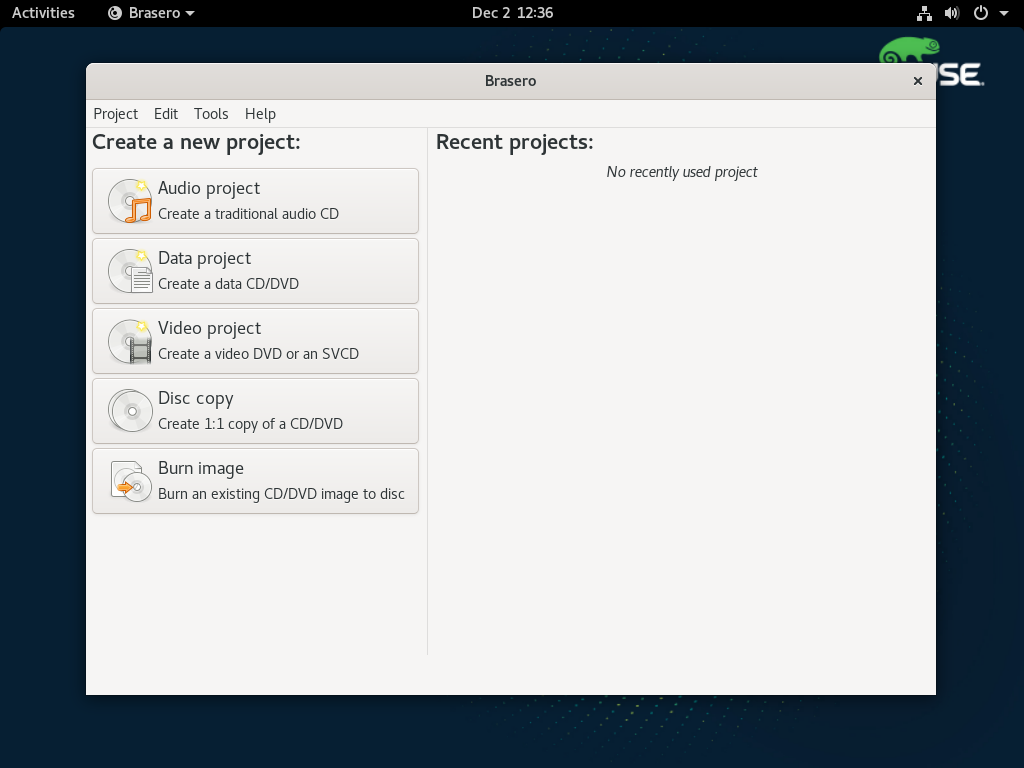 Activities Brasero Dec 2 12:36
SE.
Brasero
Project Edit Tools Help
Create a new project:
Audio project
Create a traditional audio CD
Data project
Create a data CD/DVD
Video project
Create a video DVD or an SVCD
Disc copy
Create 1:1 copy of a CD/DVD
Burn image
Burn an existing CD/DVD image to disc
Recent projects:
No recently used project